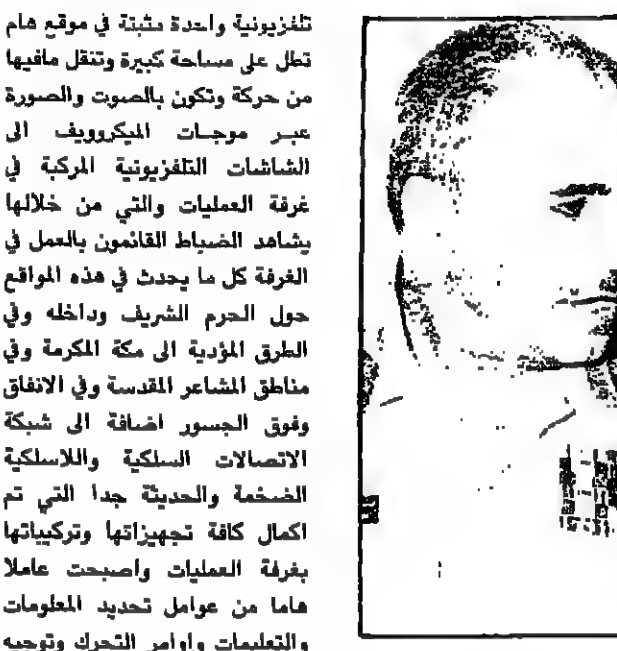 تلفزيونية واحدة مثبتة في موقع هام
تطل على مساحة كبيرة وتنقل مافيها
من حركة وتكون بالصوت والصورة
عبر موجات الميكروويف الى
الشاشات التلفزيونية المركبة في
غرفة العمليات والتي من خلالها
يشاهد الضباط القائمون بالعمل في
الغرفة كل ما يحدث في هذه المواقع
حول الحرم الشريف وداخله وفي
الطرق المؤدية الى مكة المكرمة وفي
مناطق المشاعر المقدسة وفي الانفاق
وفوق الجسور اضافة الى شبكة
الاتصالات السلكية واللاسلكية
الضخمة والحديثة جدا التي تم
اكمال كافة تجهيزاتها وتركيباتها
بغرفة العمليات واصبحت عاملا
هاما من عوامل تحديد المعلومات
والتعليمات واوامر التحرك وتوجيه